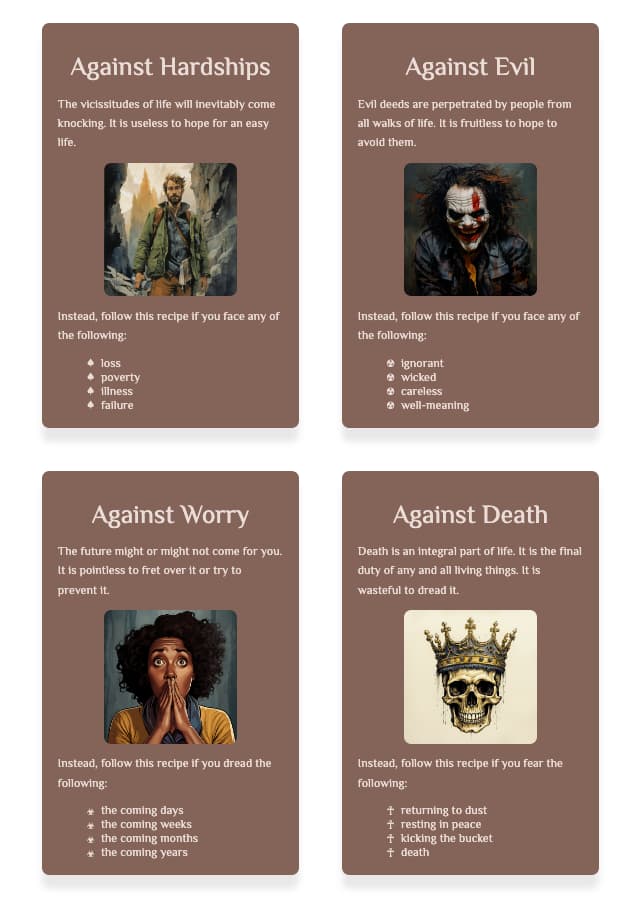 Against Hardships
The vicissitudes of life will inevitably come
knocking. It is useless to hope for an easy
life.
Instead, follow this recipe if you face any of
the following:
♠ loss
♠ poverty
♠ illness
♠ failure
Against Evil
Evil deeds are perpetrated by people from
all walks of life. It is fruitless to hope to
avoid them.
Instead, follow this recipe if you face any of
the following:
☢ ignorant
☢ wicked
☢ careless
☢ well-meaning
Against Worry
The future might or might not come for you.
It is pointless to fret over it or try to
prevent it.
Instead, follow this recipe if you dread the
following:
☣ the coming days
☣ the coming weeks
☣ the coming months
☣ the coming years
Against Death
Death is an integral part of life. It is the final
duty of any and all living things. It is
wasteful to dread it.
Instead, follow this recipe if you fear the
following:
☥ returning to dust
☥ resting in peace
☥ kicking the bucket
☥ death